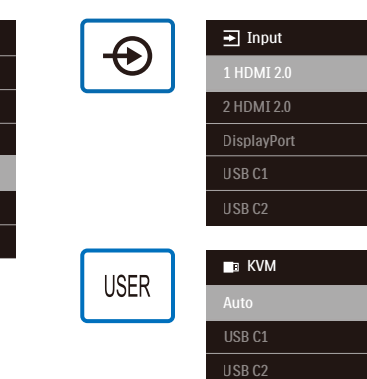 Input
1 HDMI 2.0
2 HDMI 2.0
DisplayPort
USB C1
USB C2
USER
KVM
Auto
USB C1
USB C2